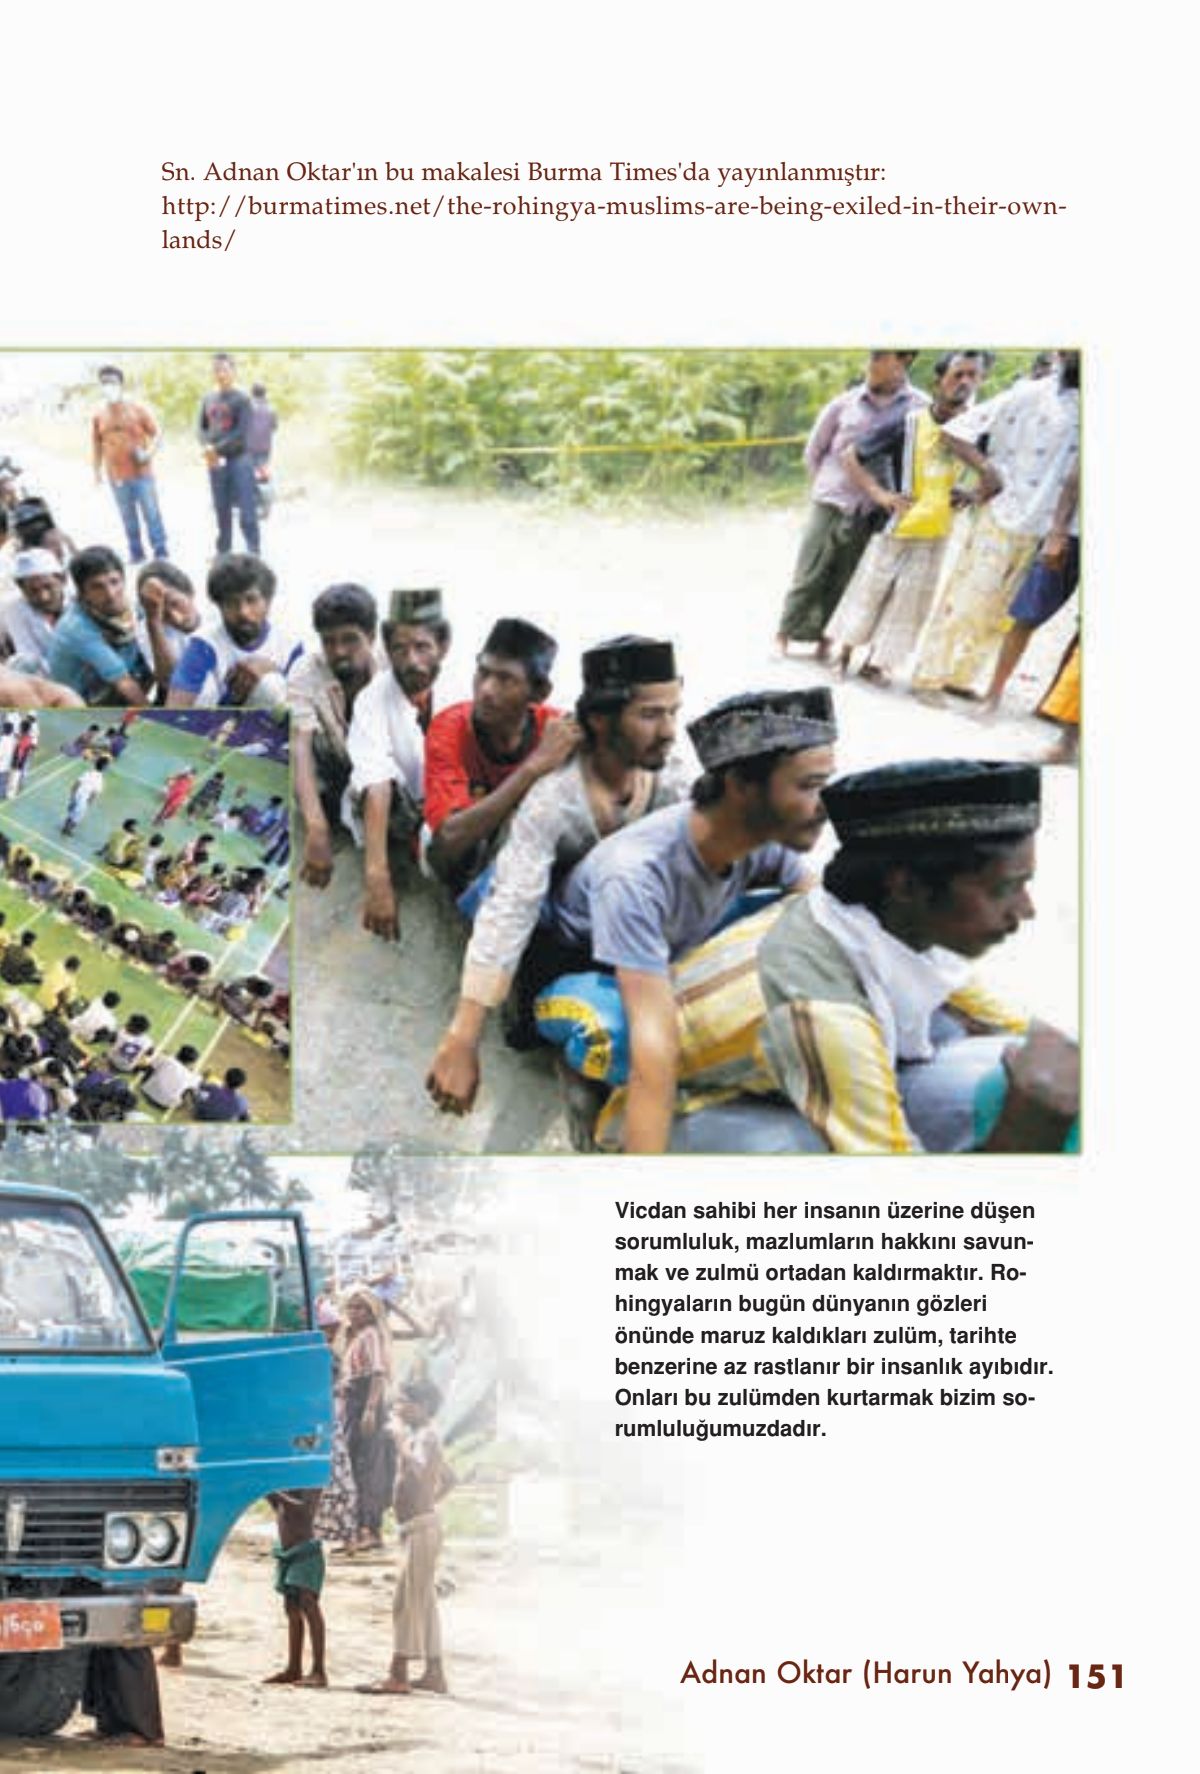 Sn. Adnan Oktar'ın bu makalesi Burma Times'da yayınlanmıştır:
http://burmatimes.net/the-rohingya-muslims-are-being-exiled-in-their-own-
lands/
Vicdan sahibi her insanın üzerine düşen
sorumluluk, mazlumların hakkını savun-
mak ve zulmü ortadan kaldırmaktır. Ro-
hingyaların bugün dünyanın gözleri
önünde maruz kaldıkları zulüm, tarihte
benzerine az rastlanır bir insanlık ayıbıdır.
Onları bu zulümden kurtarmak bizim so-
rumluluğumuzdadır.
Adnan Oktar (Harun Yahya) 151